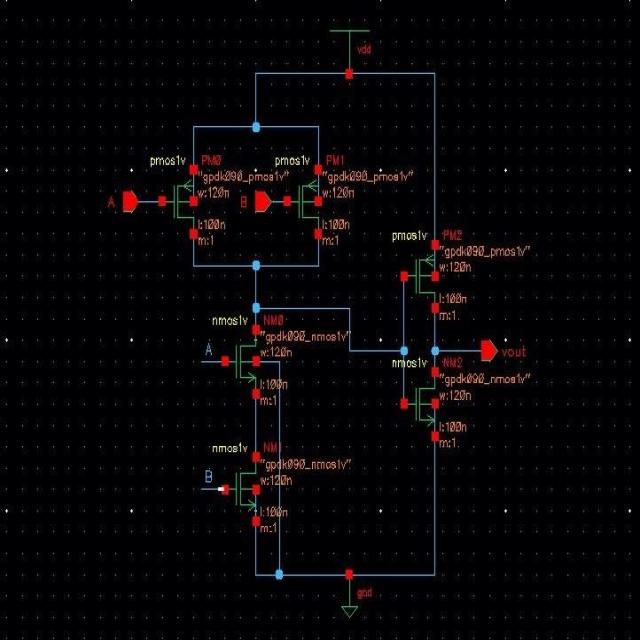 vdd
pmos1v PM0
"gpdk090_pmos1v"
w:120n
l:100n
m:1
A
pmos1v PM1
"gpdk090_pmos1v"
w:120n
l:100n
m:1
B
pmos1v PM2
"gpdk090_pmos1v"
w:120n
l:100n
m:1
nmos1v NM0
"gpdk090_nmos1v"
A
w:120n
l:100n
m:1
vout
nmos1v NM2
"gpdk090_nmos1v"
w:120n
l:100n
m:1
nmos1v
"gpdk090_nmos1v"
B
w:120n
l:100n
m:1
gnd